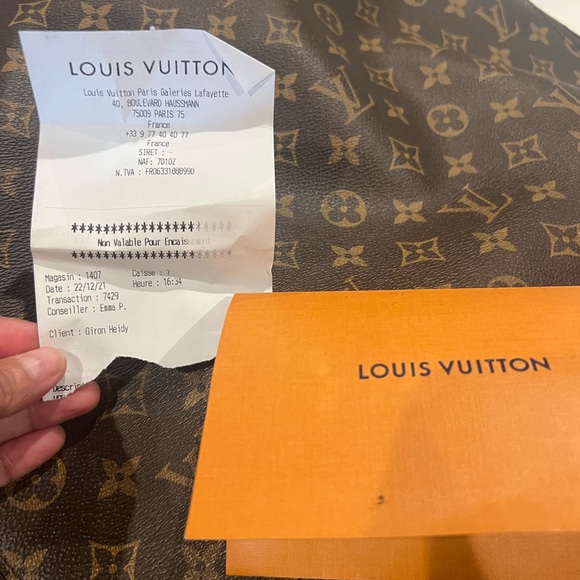 LOUIS VUITTON
Louis Vuitton Paris Galeries Lafayette
40, BOULEVARD HAUSSMANN
75009 PARIS 75
France
+33 9 77 40 40 77
France
SIRET : -
NAF: 7010Z
N.TVA : FR06331888990
Non Valable Pour Encaissement
Magasin : 1407 Caisse : 7
Date : 22/12/21 Heure : 16:34
Transaction : 7429
Conseiller : Emma P.
Client : Giron Heidy
LOUIS VUITTON